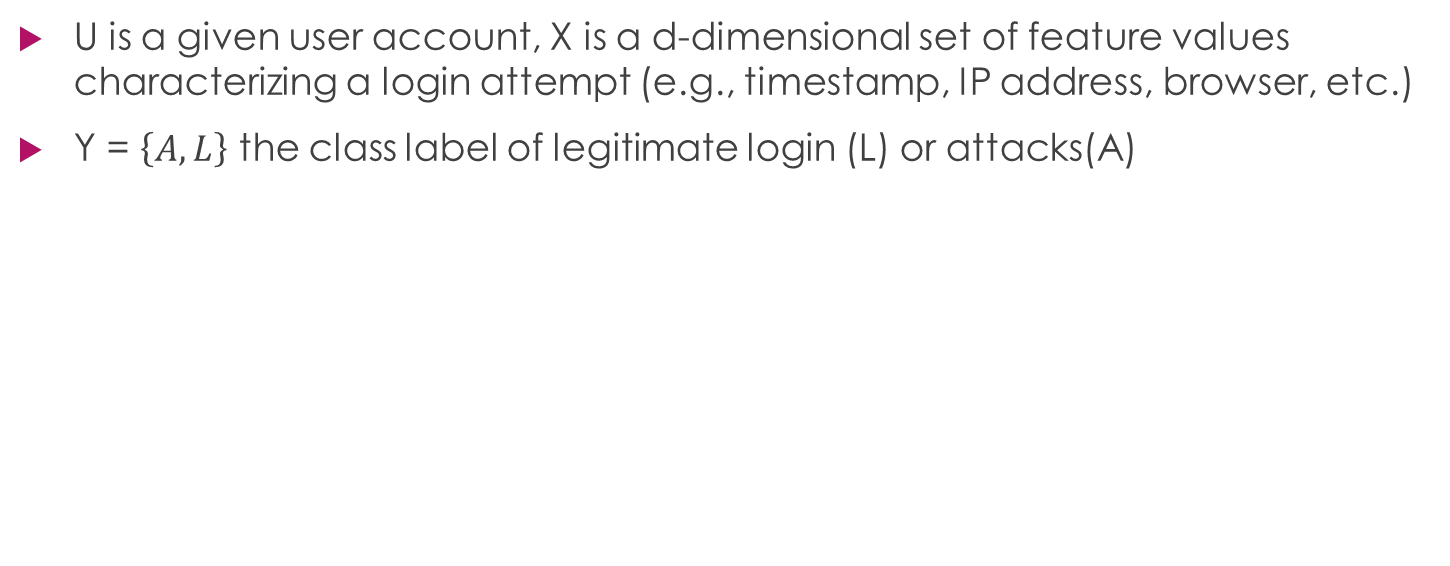 U is a given user account, X is a d-dimensional set of feature values
characterizing a login attempt (e.g., timestamp, IP address, browser, etc.)
Y = {A, L} the class label of legitimate login (L) or attacks(A)